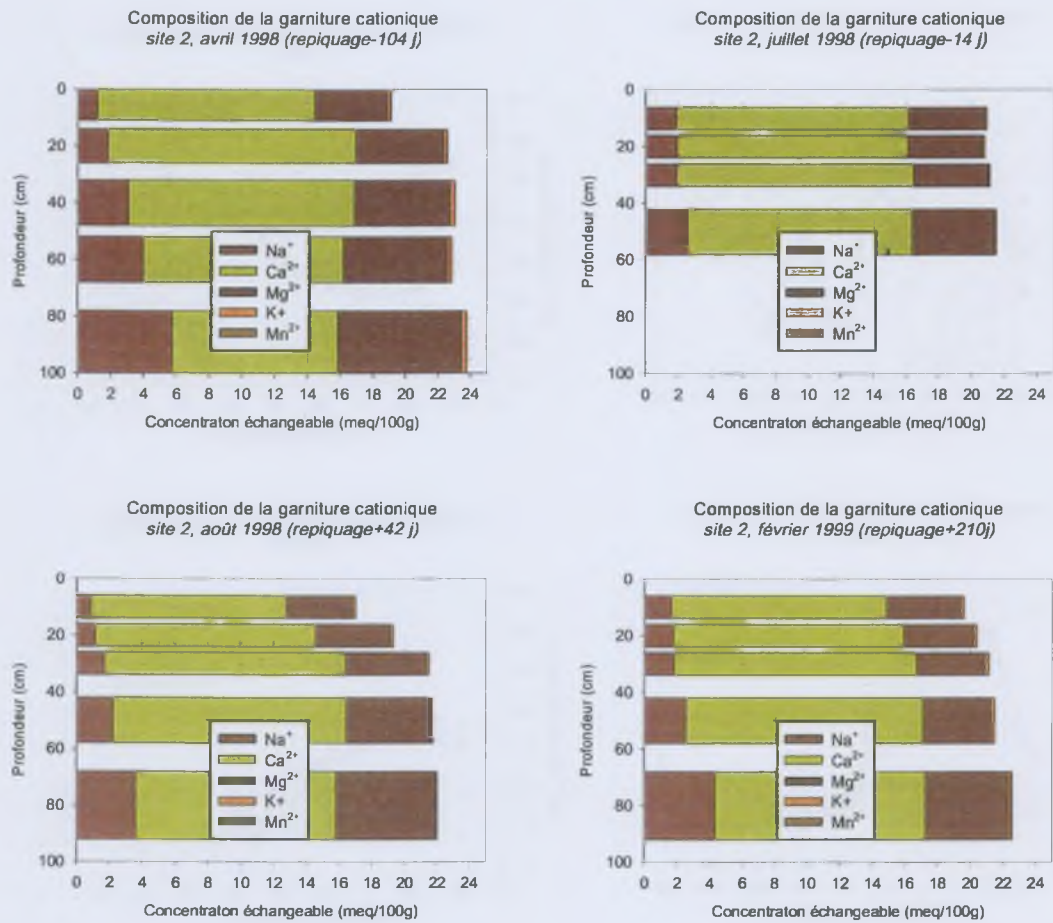 Composition de la garniture cationique
site 2, avril 1998 (repiquage-104 j)
Profondeur (cm)
0
20
40
60
80
100
Na⁺
Ca²⁺
Mg²⁺
K+
Mn²⁺
0 2 4 6 8 10 12 14 16 18 20 22 24
Concentraton échangeable (meq/100g)
Composition de la garniture cationique
site 2, juillet 1998 (repiquage-14 j)
Profondeur (cm)
0
20
40
60
80
100
Na⁺
Ca²⁺
Mg²⁺
K+
Mn²⁺
0 2 4 6 8 10 12 14 16 18 20 22 24
Concentraton échangeable (meq/100g)
Composition de la garniture cationique
site 2, août 1998 (repiquage+42 j)
Profondeur (cm)
0
20
40
60
80
100
Na⁺
Ca²⁺
Mg²⁺
K+
Mn²⁺
0 2 4 6 8 10 12 14 16 18 20 22 24
Concentraton échangeable (meq/100g)
Composition de la garniture cationique
site 2, février 1999 (repiquage+210j)
Profondeur (cm)
0
20
40
60
80
100
Na⁺
Ca²⁺
Mg²⁺
K+
Mn²⁺
0 2 4 6 8 10 12 14 16 18 20 22 24
Concentraton échangeable (meq/100g)